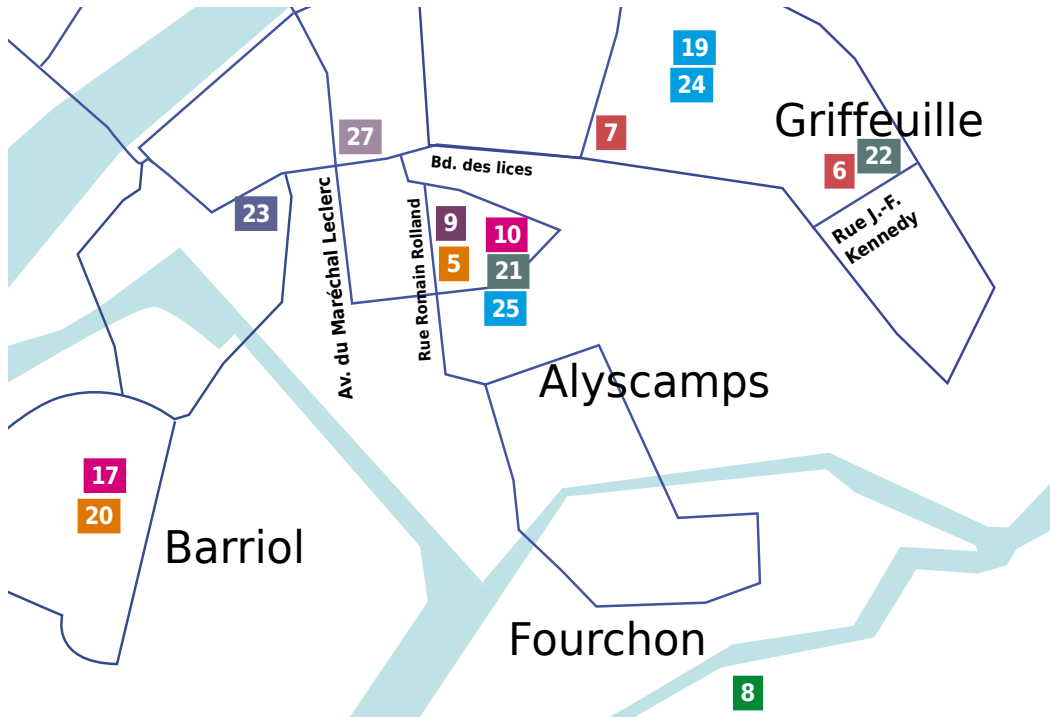 19
24
Griffeuille
7
27
22
6
Bd. des lices
23
9
10
Rue J.-F.
Kennedy
5
21
25
Av. du Maréchal Leclerc
Rue Romain Rolland
Alyscamps
17
20
Barriol
Fourchon
8